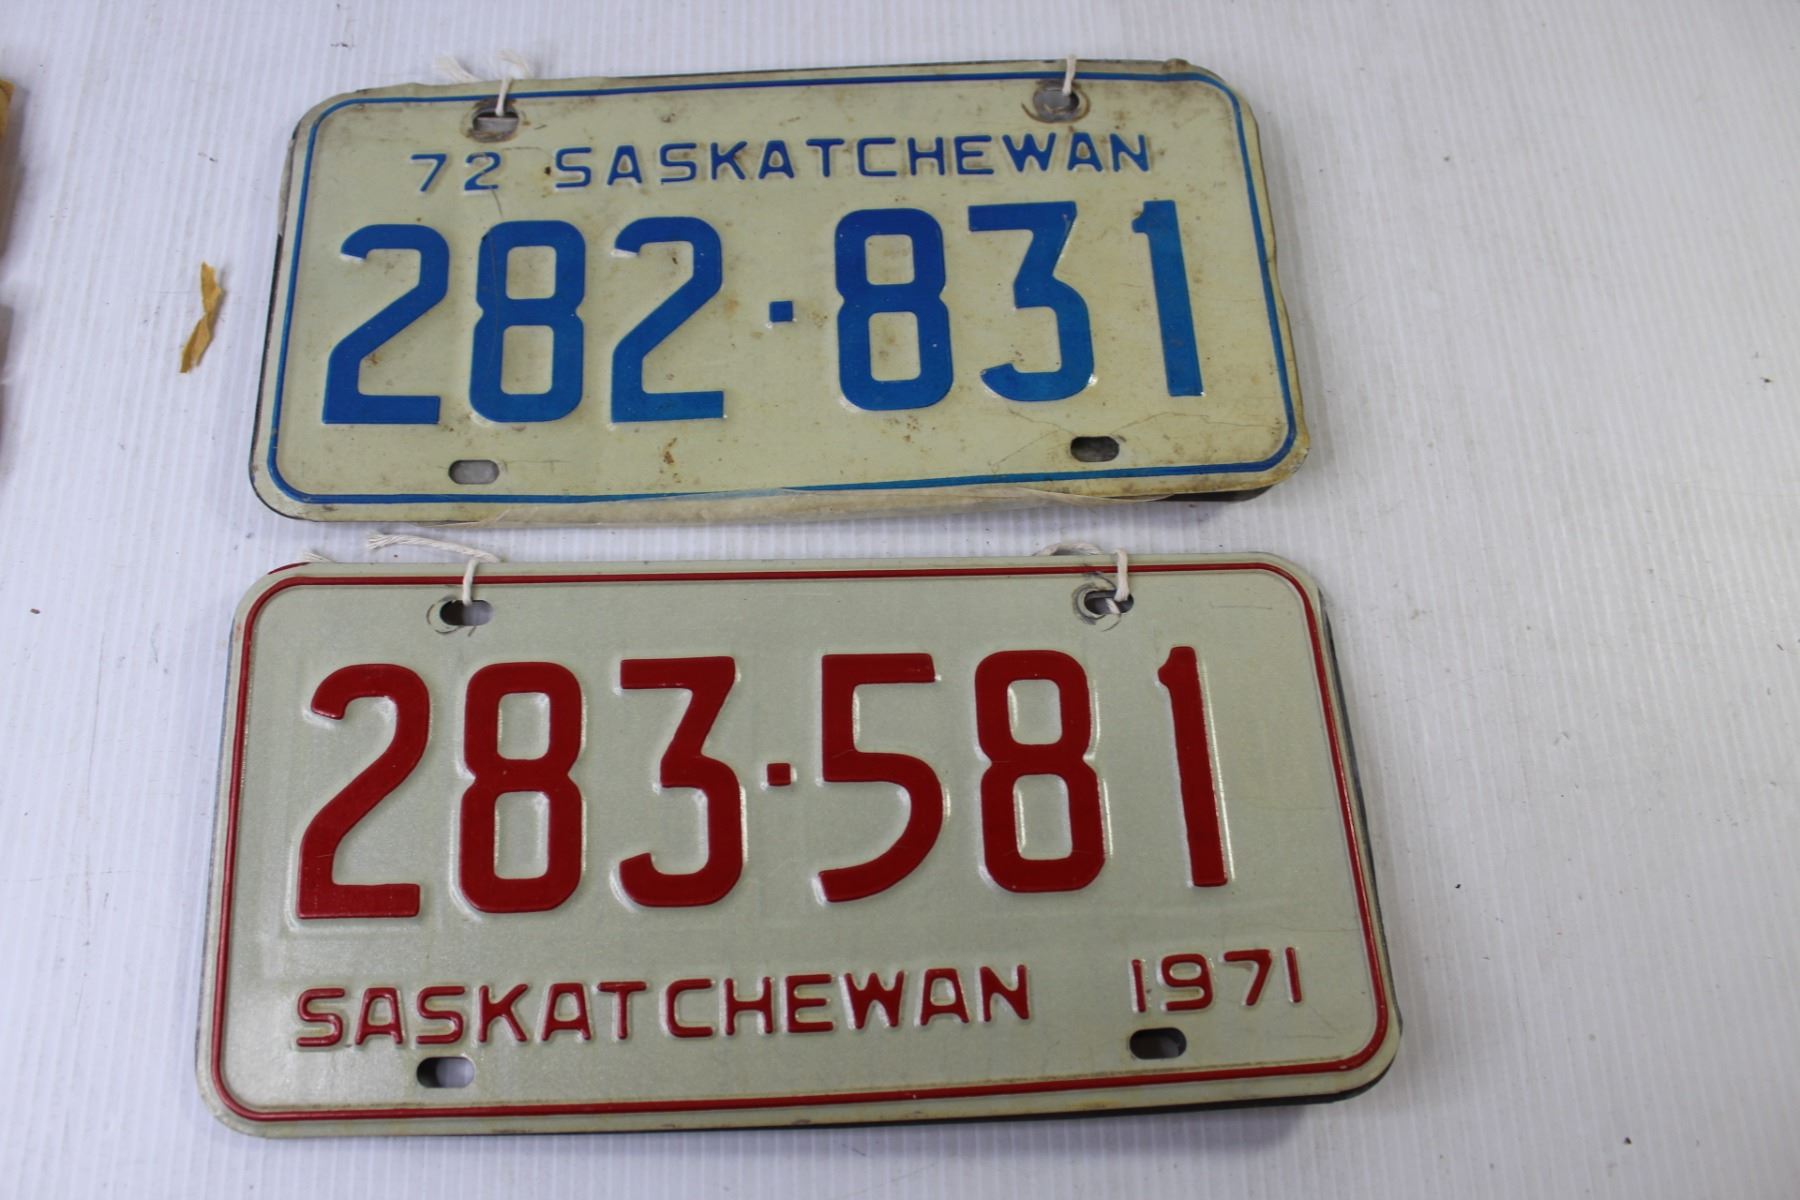 72 SASKATCHEWAN
282·831
283·581
SASKATCHEWAN 1971